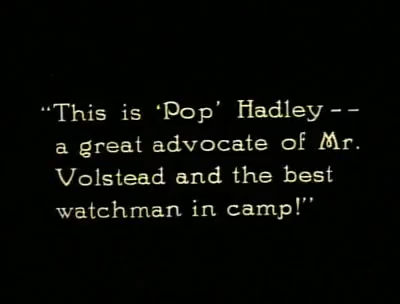 "This is 'Pop' Hadley--
a great advocate of Mr.
Volstead and the best
watchman in camp!"